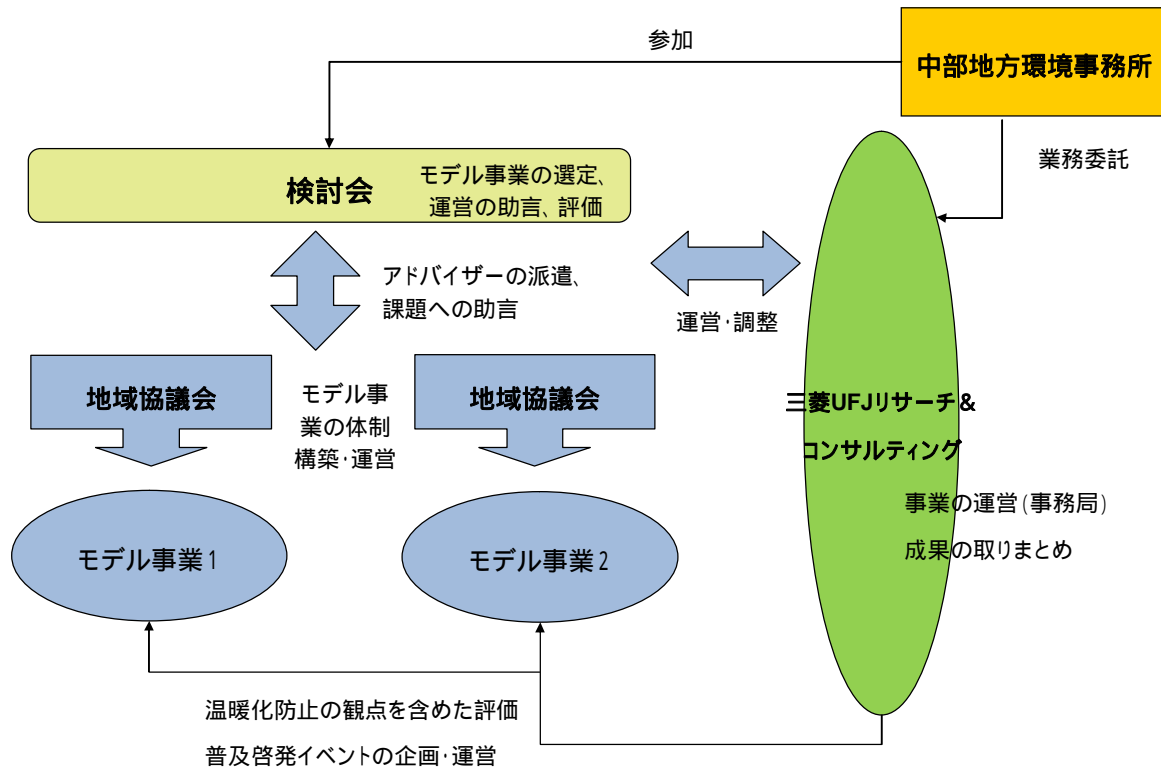 参加
中部地方環境事務所
業務委託
検討会
モデル事業の選定、
運営の助言、評価
アドバイザーの派遣、
課題への助言
運営・調整
地域協議会
モデル事
業の体制
構築・運営
地域協議会
三菱UFJリサーチ&
コンサルティング
事業の運営(事務局)
成果の取りまとめ
モデル事業1
モデル事業2
温暖化防止の観点を含めた評価
普及啓発イベントの企画・運営